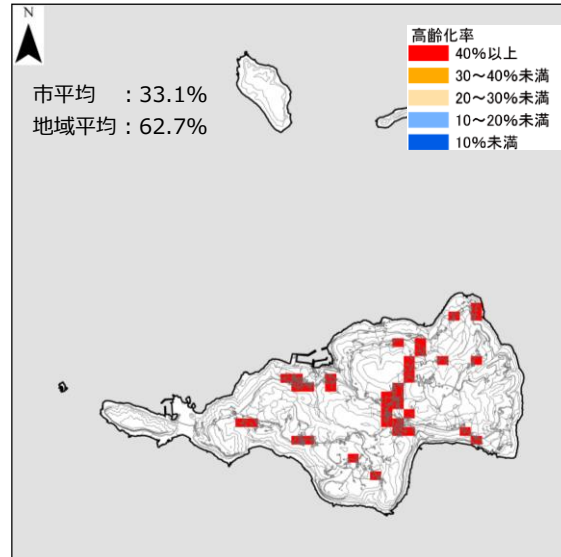 N
高齢化率
40%以上
30～40%未満
20～30%未満
10～20%未満
10%未満
市平均　：33.1%
地域平均：62.7%